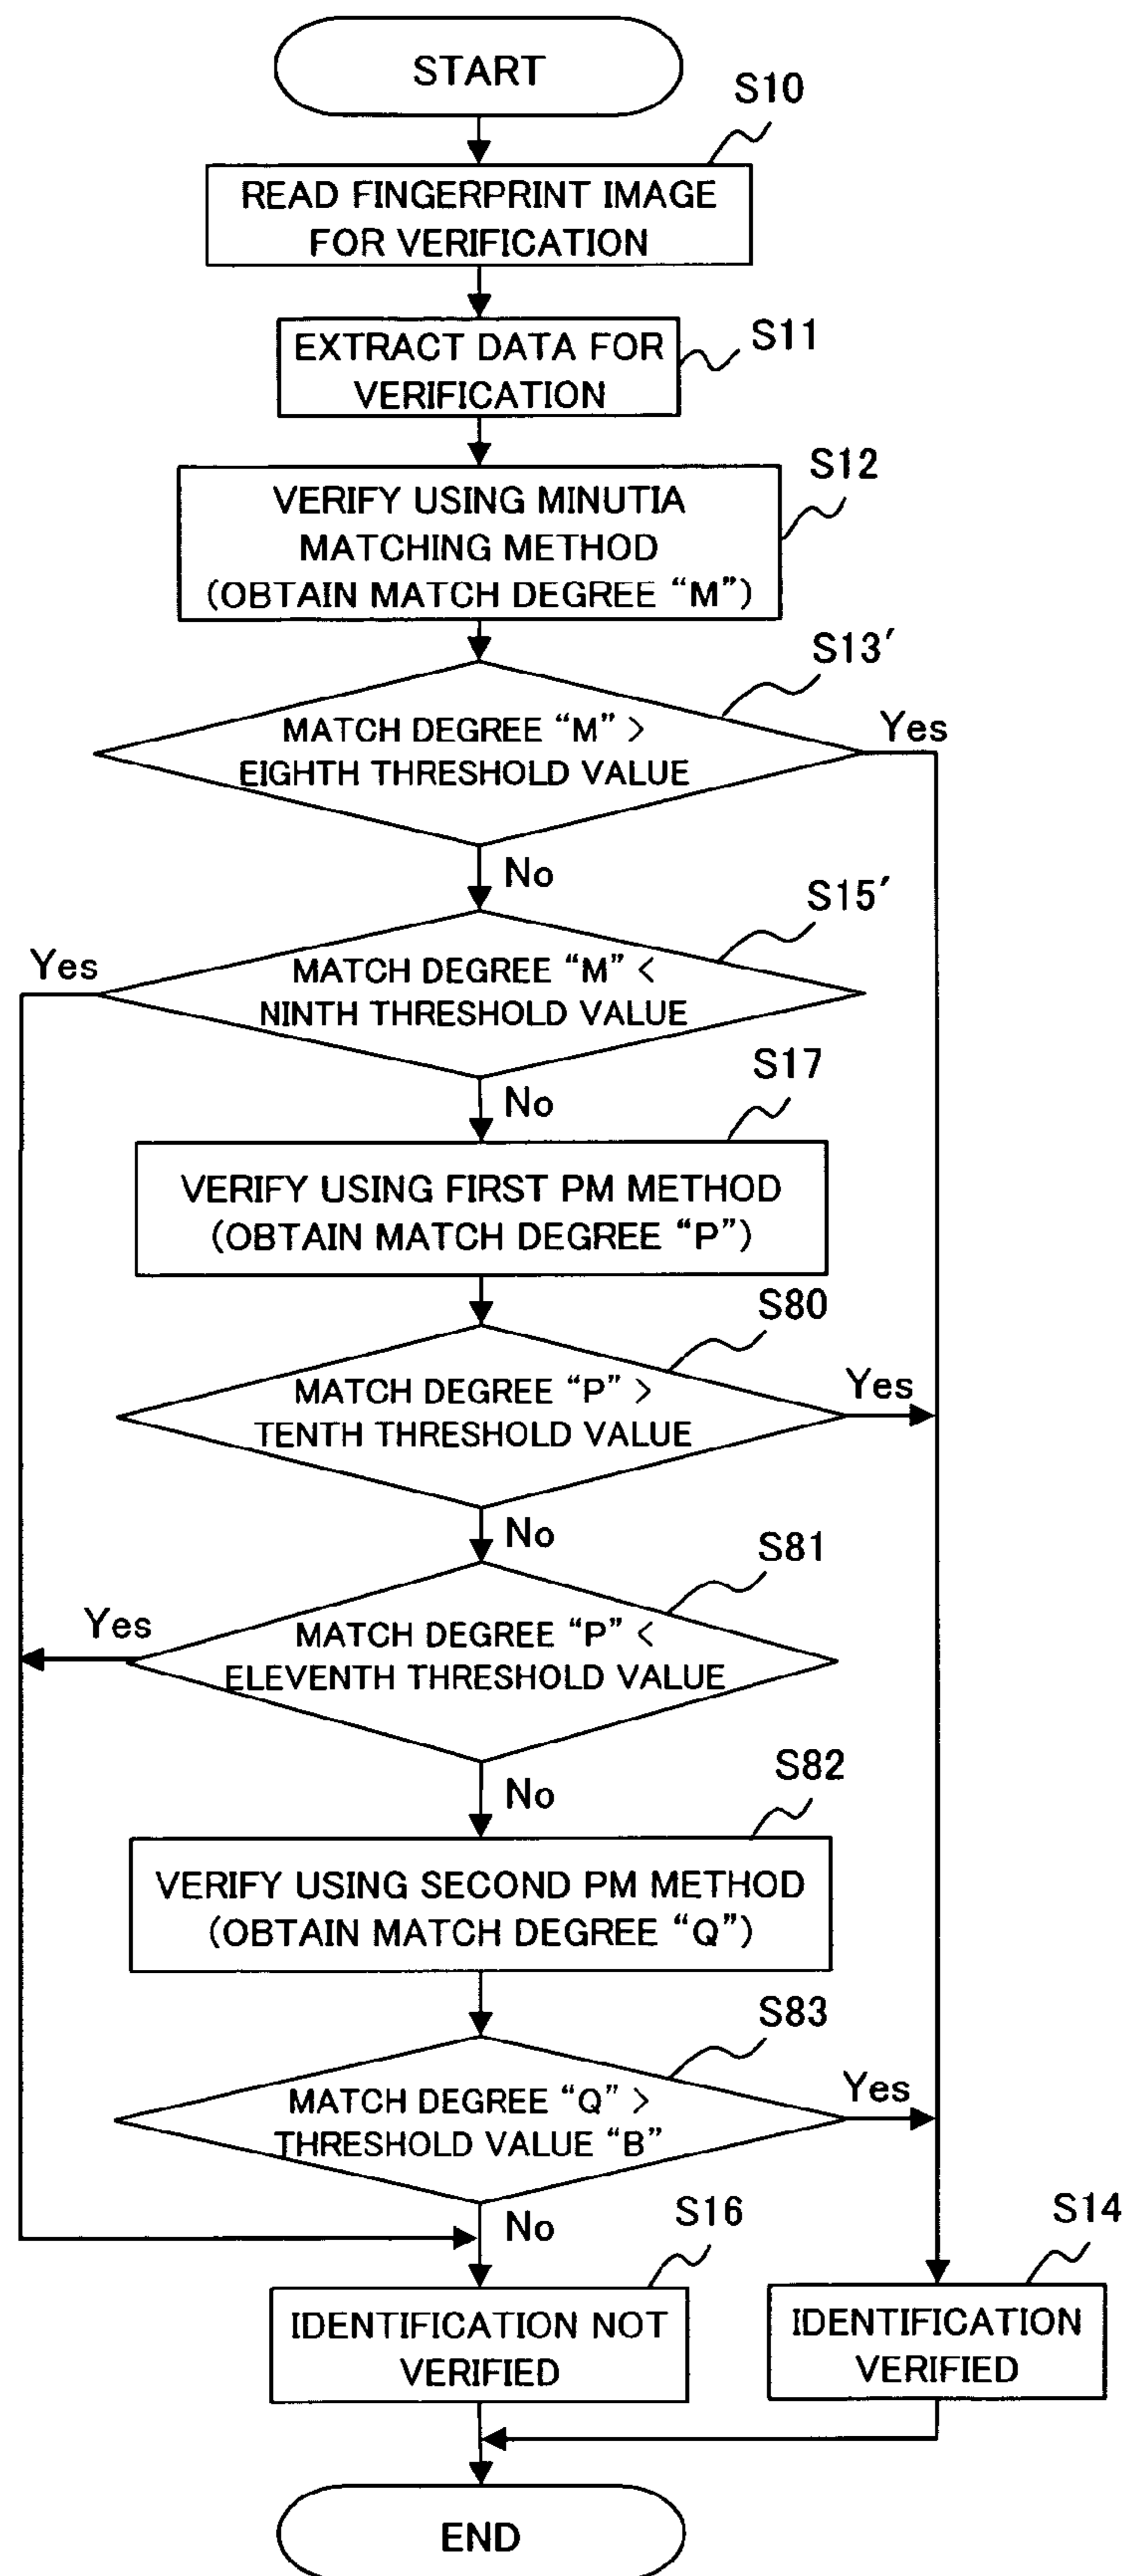 START
S10
READ FINGERPRINT IMAGE
FOR VERIFICATION
S11
EXTRACT DATA FOR
VERIFICATION
S12
VERIFY USING MINUTIA
MATCHING METHOD
(OBTAIN MATCH DEGREE “M”)
S13′
MATCH DEGREE “M” >
EIGHTH THRESHOLD VALUE
Yes
No
S15′
Yes
MATCH DEGREE “M” <
NINTH THRESHOLD VALUE
No
S17
VERIFY USING FIRST PM METHOD
(OBTAIN MATCH DEGREE “P”)
S80
MATCH DEGREE “P” >
TENTH THRESHOLD VALUE
Yes
No
S81
Yes
MATCH DEGREE “P” <
ELEVENTH THRESHOLD VALUE
No
S82
VERIFY USING SECOND PM METHOD
(OBTAIN MATCH DEGREE “Q”)
S83
MATCH DEGREE “Q” >
THRESHOLD VALUE “B”
Yes
No
S16
IDENTIFICATION NOT
VERIFIED
S14
IDENTIFICATION
VERIFIED
END